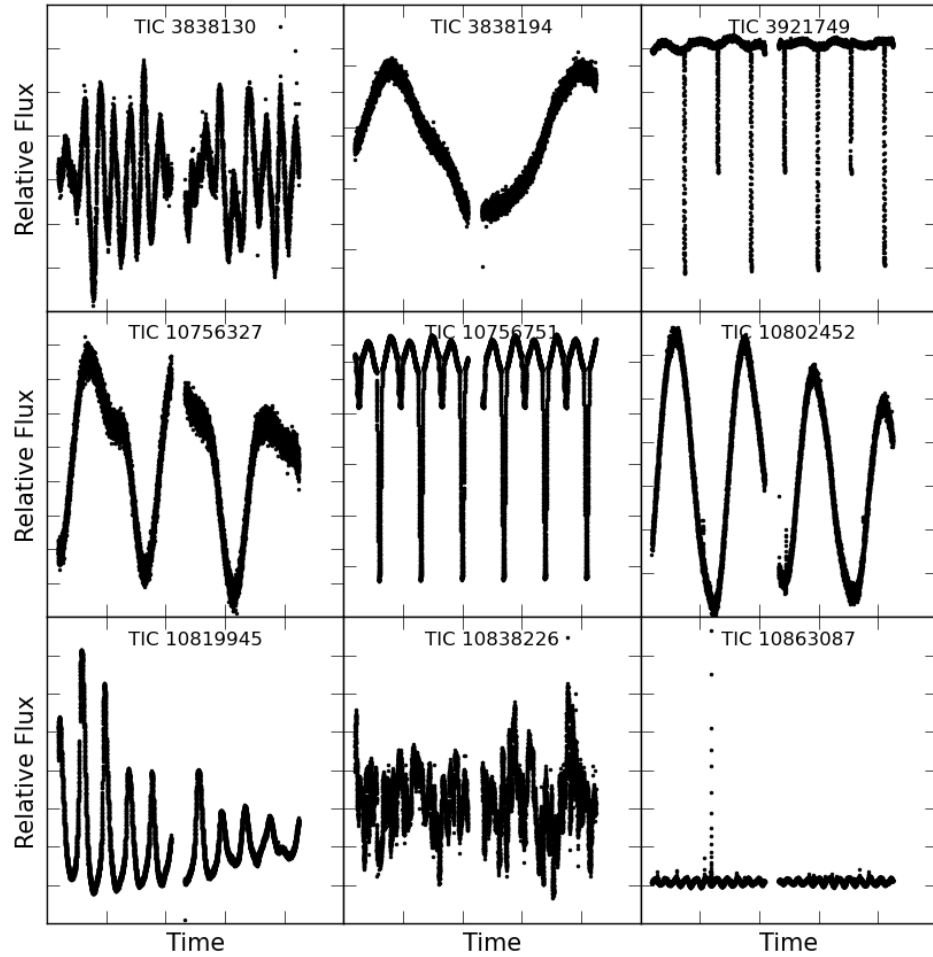 TIC 3838130
TIC 3838194
TIC 3921749
Relative Flux
TIC 10756327
TIC 10756751
TIC 10802452
Relative Flux
TIC 10819945
TIC 10838226
TIC 10863087
Relative Flux
Time
Time
Time